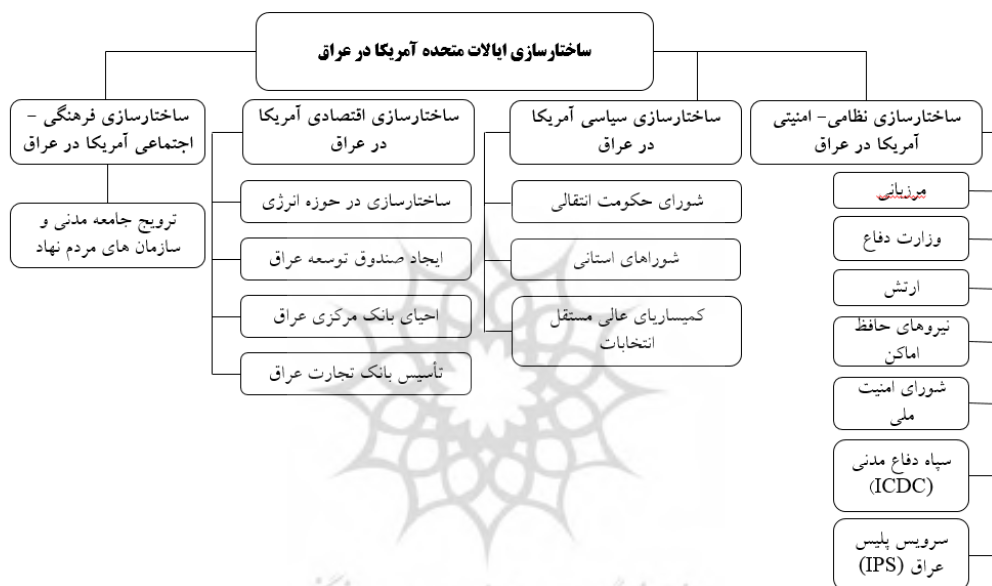 ساختارسازی ایالات متحده آمریکا در عراق
ساختارسازی نظامی- امنیتی
آمریکا در عراق
مرزبانی
وزارت دفاع
ارتش
نیروهای حافظ
اماکن
شورای امنیت
ملی
سپاه دفاع مدنی
(ICDC)
سرویس پلیس
عراق (IPS)
ساختارسازی سیاسی آمریکا
در عراق
شورای حکومت انتقالی
شوراهای استانی
کمیساریای عالی مستقل
انتخابات
ساختارسازی اقتصادی آمریکا
در عراق
ساختارسازی در حوزه انرژی
ایجاد صندوق توسعه عراق
احیای بانک مرکزی عراق
تأسیس بانک تجارت عراق
ساختارسازی فرهنگی –
اجتماعی آمریکا در عراق
ترویج جامعه مدنی و
سازمان های مردم نهاد